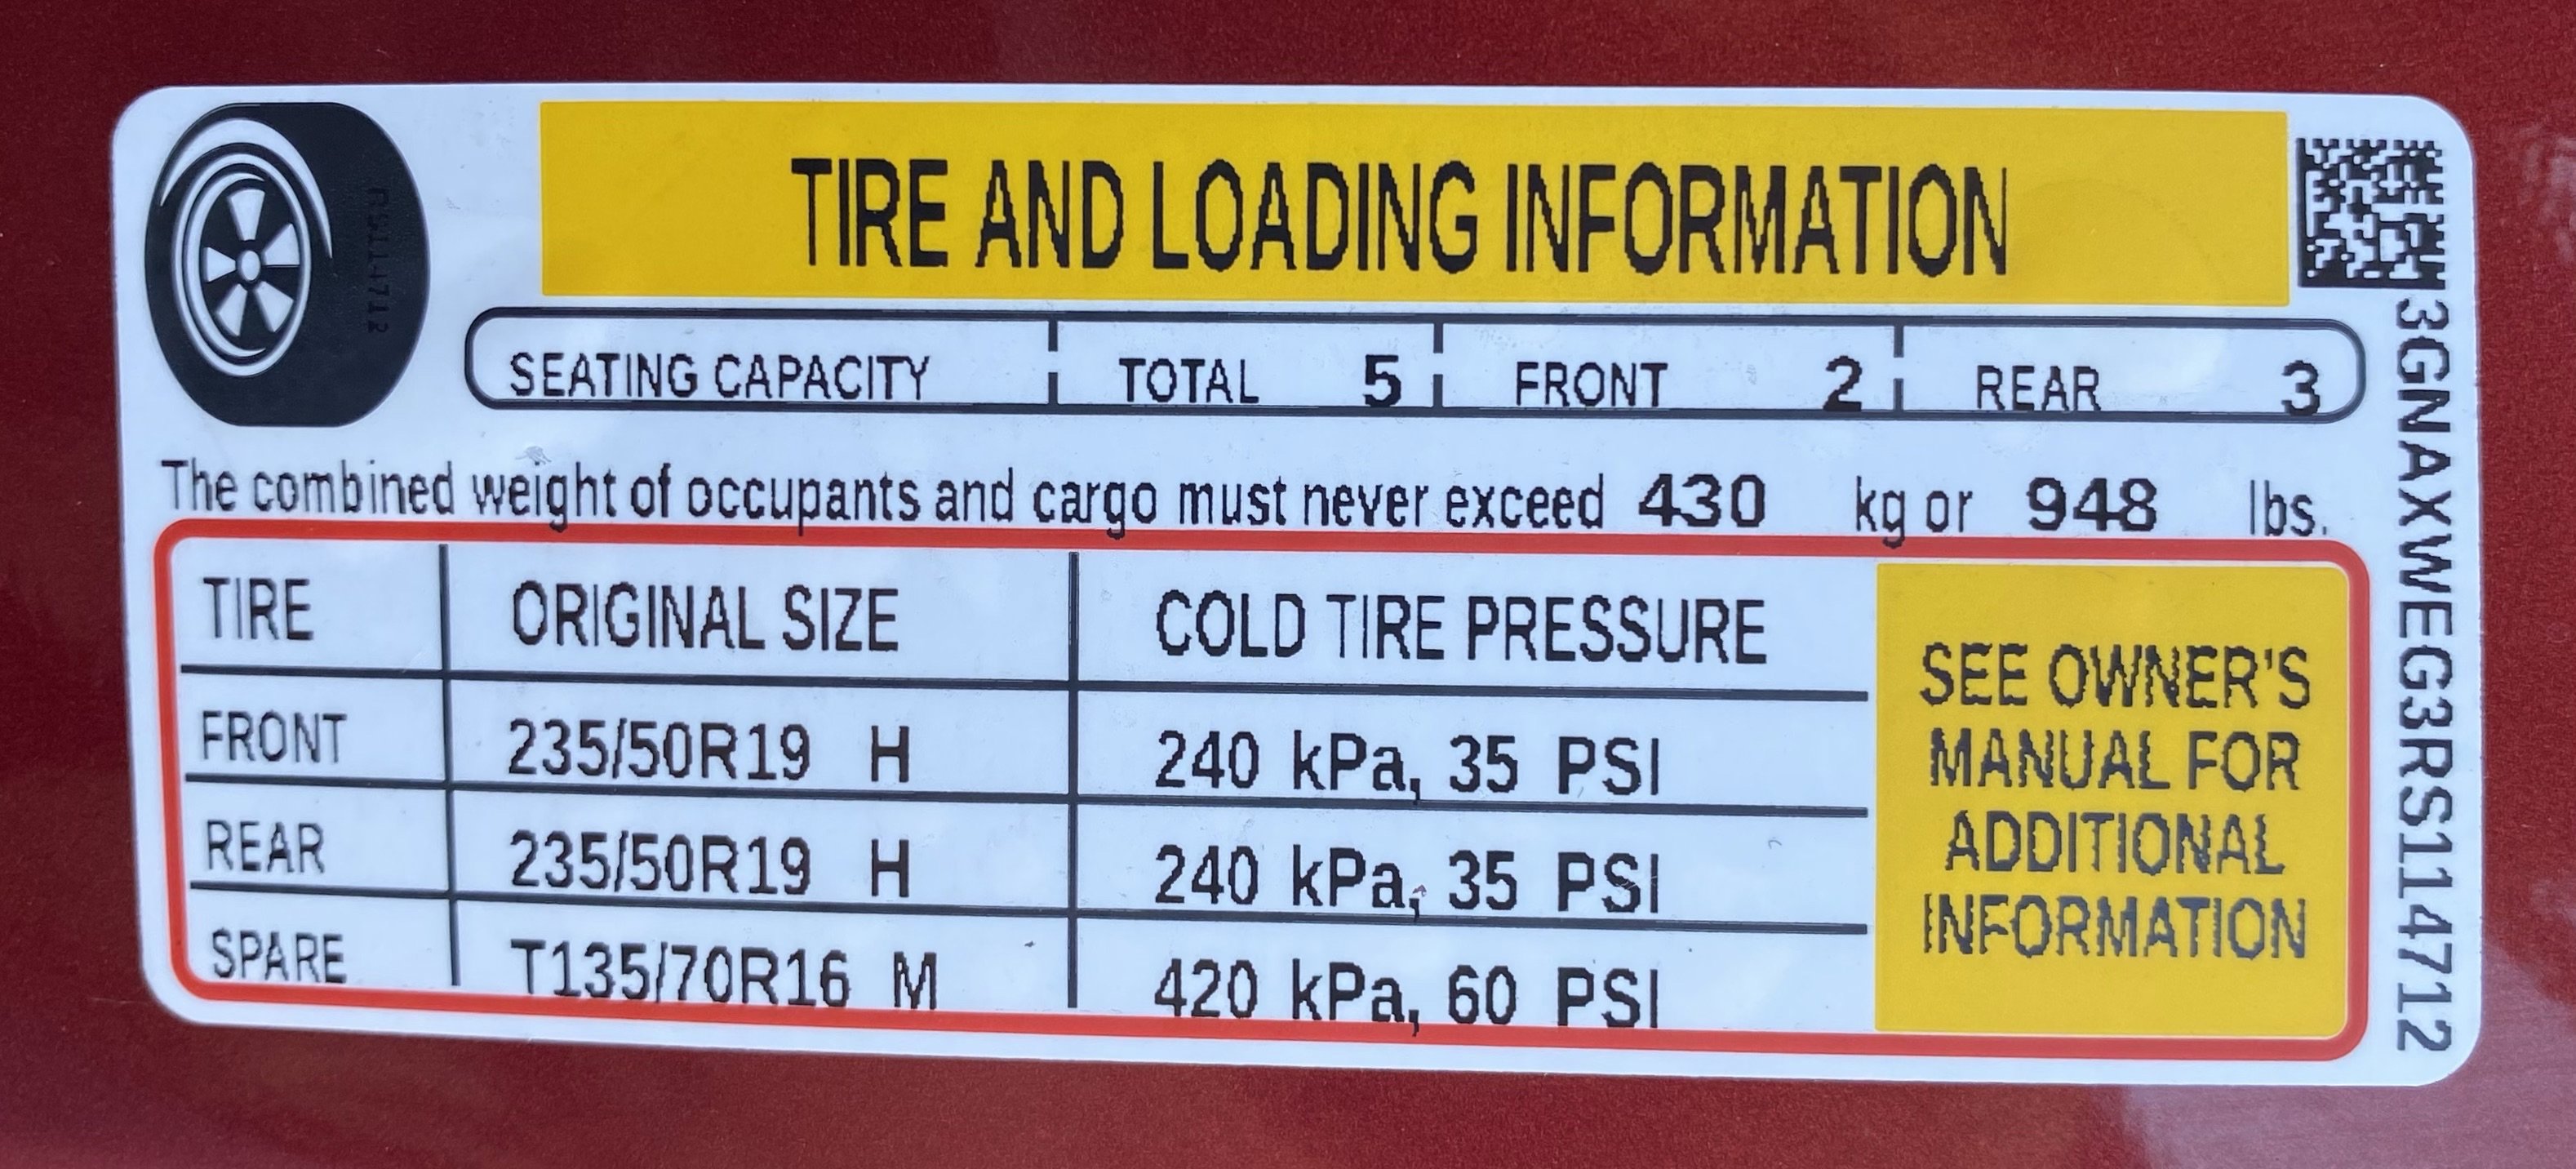 TIRE AND LOADING INFORMATION
SEATING CAPACITY TOTAL 5 FRONT 2 REAR 3
The combined weight of occupants and cargo must never exceed 430 kg or 948 lbs.
TIRE ORIGINAL SIZE COLD TIRE PRESSURE
FRONT 235/50R19 H 240 kPa, 35 PSI
REAR 235/50R19 H 240 kPa, 35 PSI
SPARE T135/70R16 M 420 kPa, 60 PSI
SEE OWNER'S
MANUAL FOR
ADDITIONAL
INFORMATION
3GNAXWEG3RS114712